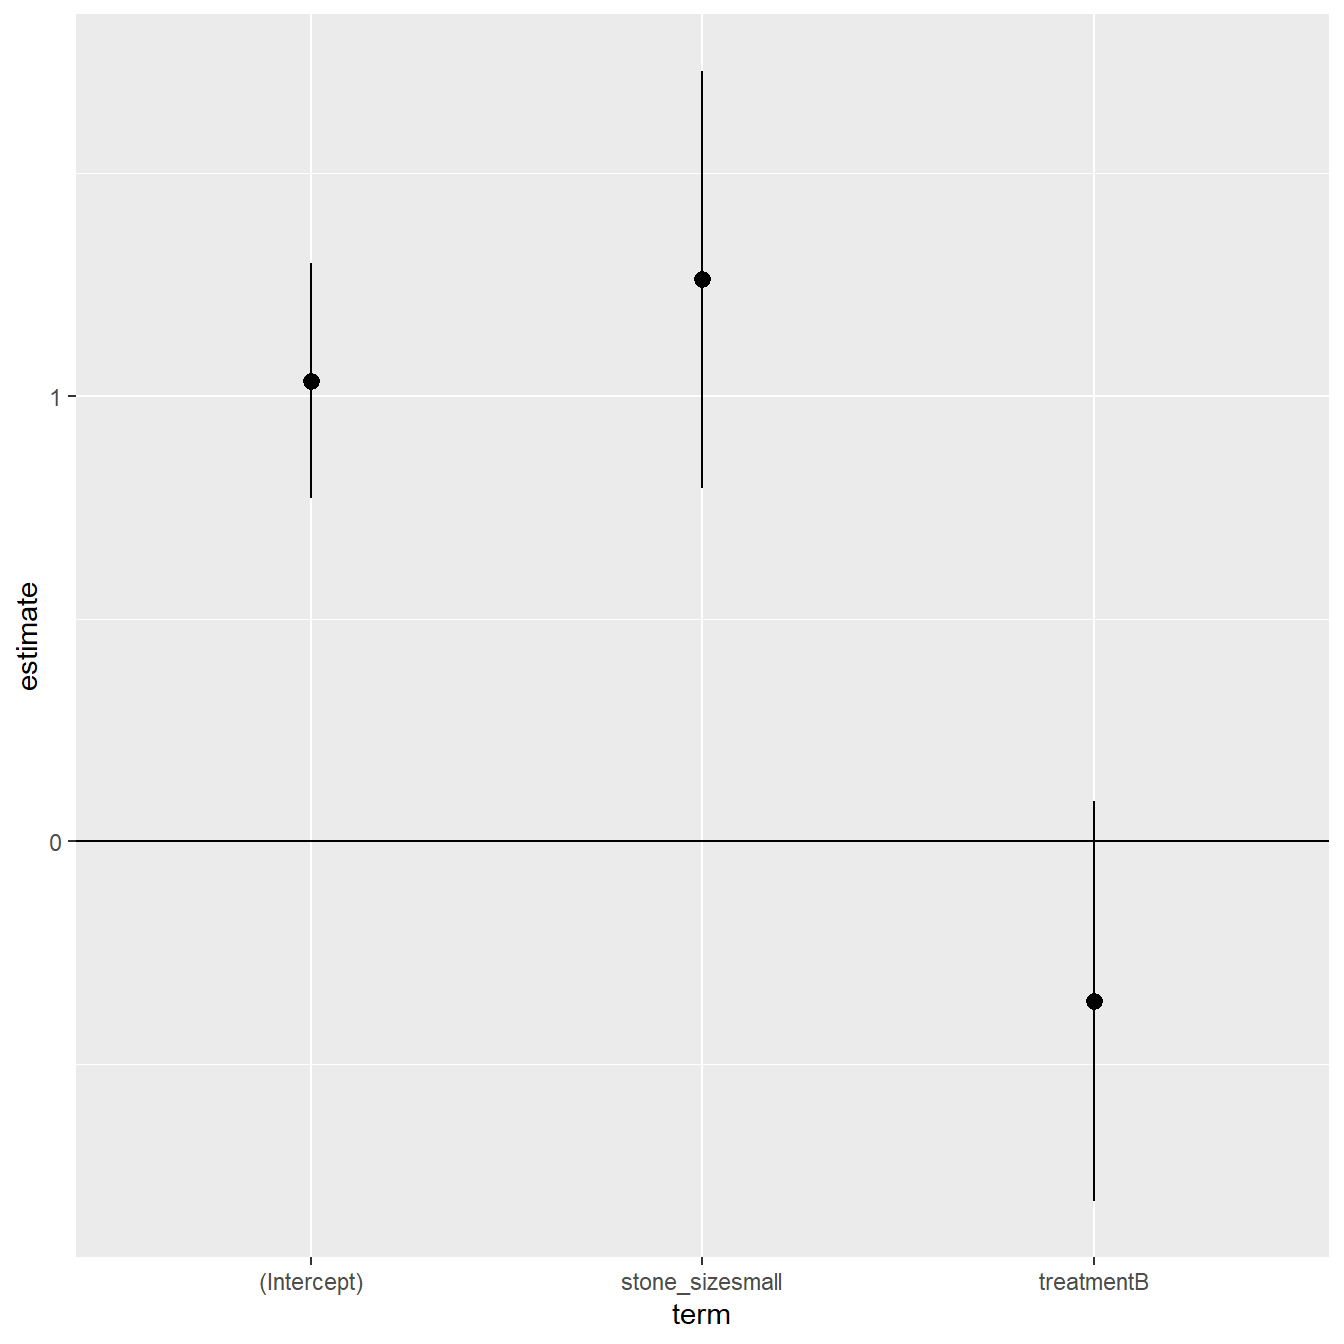 estimate
1
0
(Intercept)
stone_sizesmall
treatmentB
term